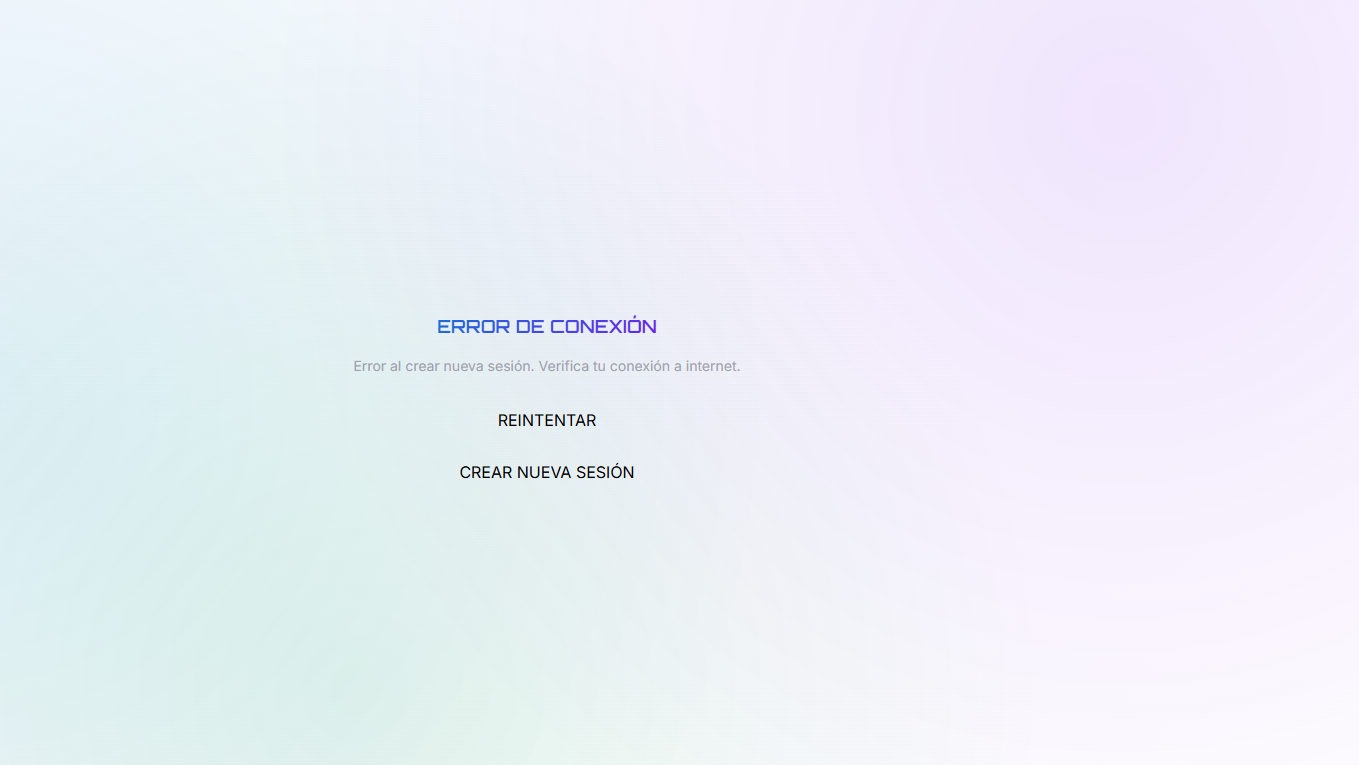 ERROR DE CONEXIÓN
Error al crear nueva sesión. Verifica tu conexión a internet.
REINTENTAR
CREAR NUEVA SESIÓN